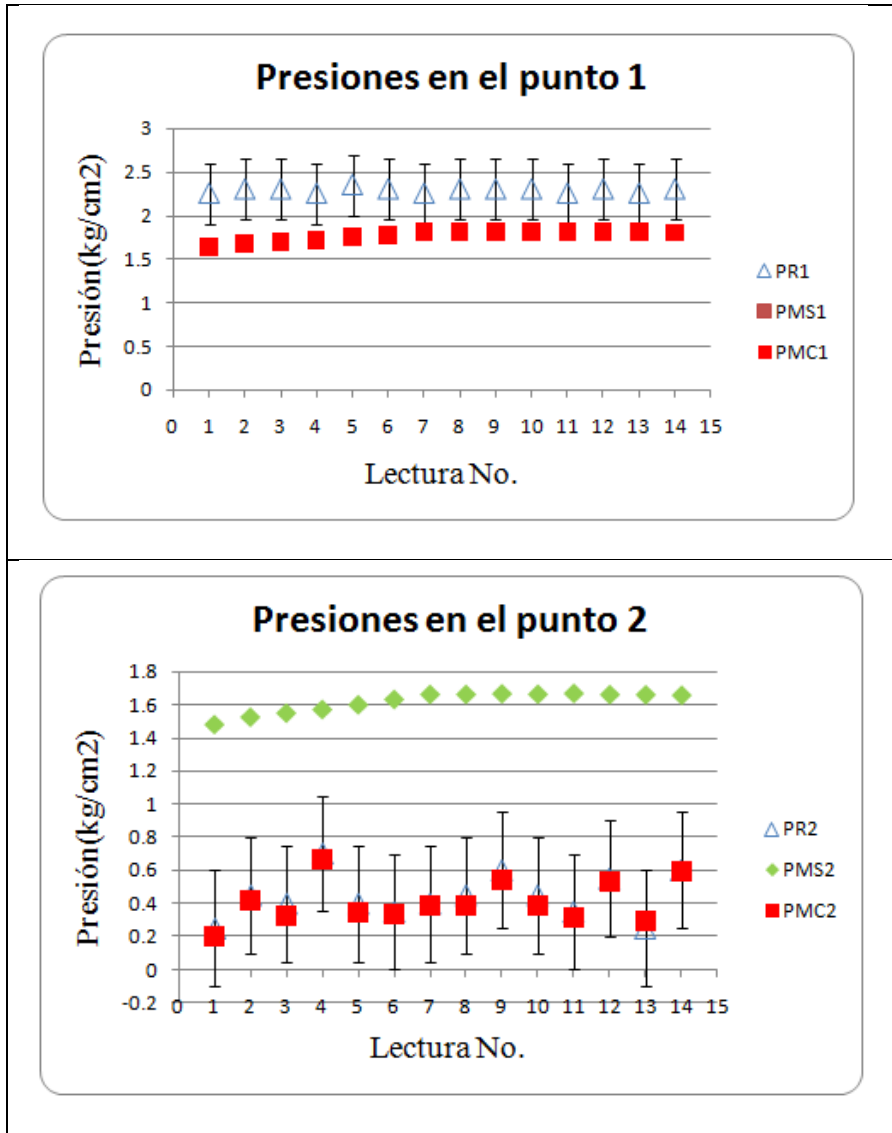 Presiones en el punto 1
Presión(kg/cm2)
3
2.5
2
1.5
1
0.5
0
0 1 2 3 4 5 6 7 8 9 10 11 12 13 14 15
Lectura No.
PR1
PMS1
PMC1
Presiones en el punto 2
Presión(kg/cm2)
1.8
1.6
1.4
1.2
1
0.8
0.6
0.4
0.2
0
-0.2
0 1 2 3 4 5 6 7 8 9 10 11 12 13 14 15
Lectura No.
PR2
PMS2
PMC2